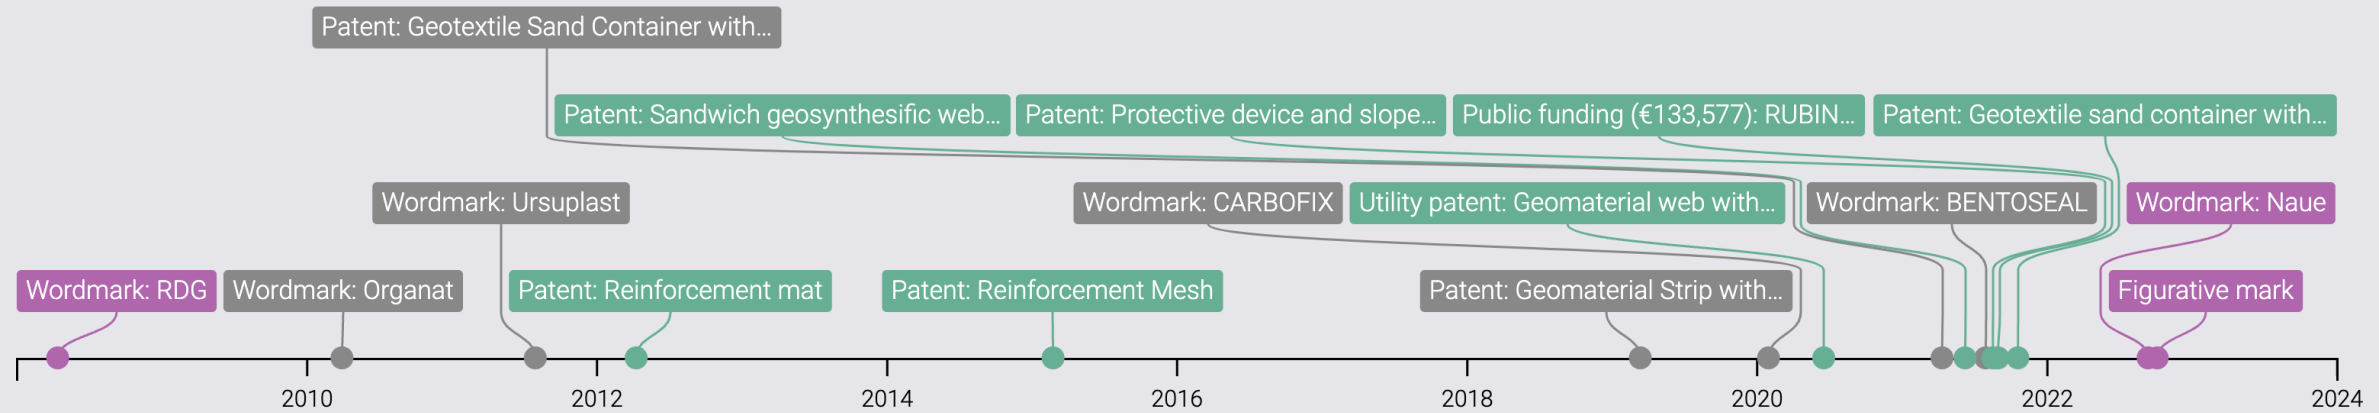 Patent: Geotextile Sand Container with...
Patent: Sandwich geosynthesific web...
Patent: Protective device and slope...
Public funding (€133,577): RUBIN...
Patent: Geotextile sand container with...
Wordmark: Ursuplast
Wordmark: CARBOFIX
Utility patent: Geomaterial web with...
Wordmark: BENTOSEAL
Wordmark: Naue
Wordmark: RDG
Wordmark: Organat
Patent: Reinforcement mat
Patent: Reinforcement Mesh
Patent: Geomaterial Strip with...
Figurative mark
2010
2012
2014
2016
2018
2020
2022
2024